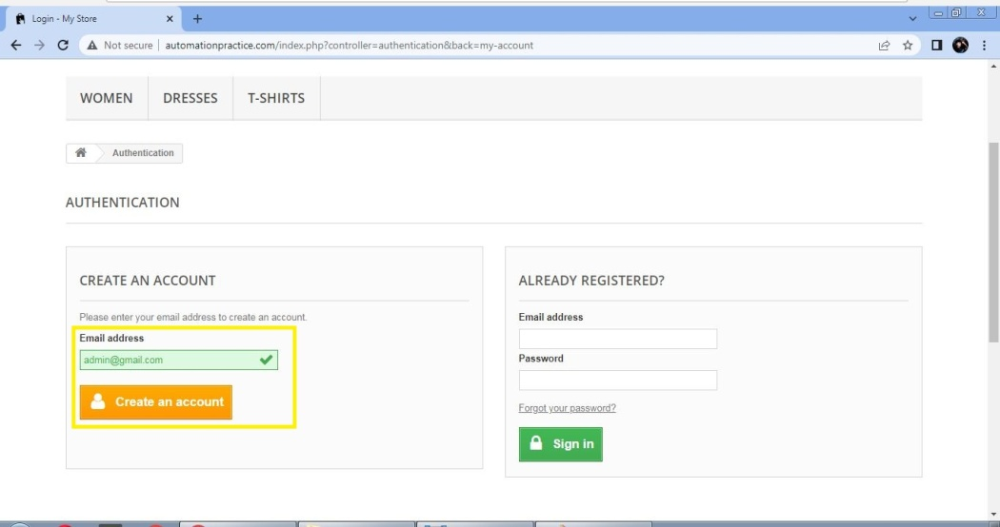 Login - My Store
Not secure | automationpractice.com/index.php?controller=authentication&back=my-account
WOMEN DRESSES T-SHIRTS
Authentication
AUTHENTICATION
CREATE AN ACCOUNT
Please enter your email address to create an account.
Email address
admin@gmail.com
Create an account
ALREADY REGISTERED?
Email address
Password
Forgot your password?
Sign in